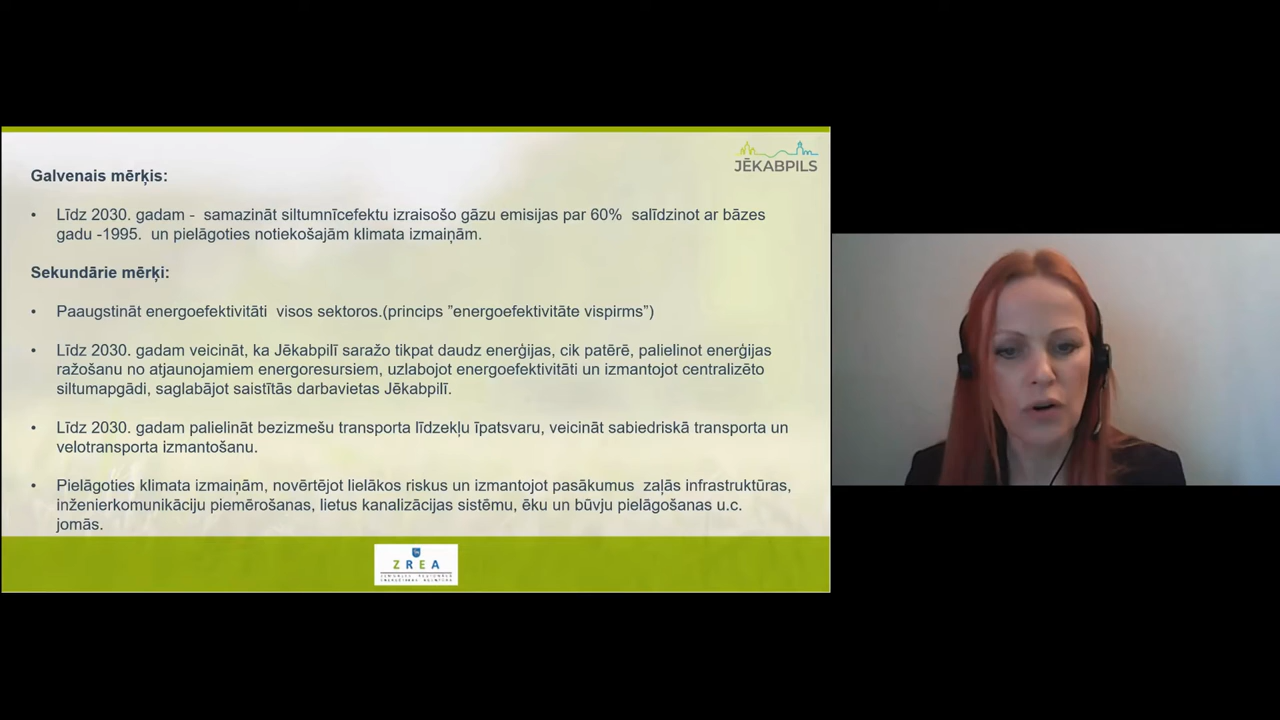 JĒKABPILS
Galvenais mērķis:
• Līdz 2030. gadam - samazināt siltumnīcefektu izraisošo gāzu emisijas par 60% salīdzinot ar bāzes
gadu -1995. un pielāgoties notiekošajām klimata izmaiņām.
Sekundārie mērķi:
• Paaugstināt energoefektivitāti visos sektoros.(princips ”energoefektivitāte vispirms”)
• Līdz 2030. gadam veicināt, ka Jēkabpilī saražo tikpat daudz enerģijas, cik patērē, palielinot enerģijas
ražošanu no atjaunojamiem energoresursiem, uzlabojot energoefektivitāti un izmantojot centralizēto
siltumapgādi, saglabājot saistītās darbavietas Jēkabpilī.
• Līdz 2030. gadam palielināt bezizmešu transporta līdzekļu īpatsvaru, veicināt sabiedriskā transporta un
velotransporta izmantošanu.
• Pielāgoties klimata izmaiņām, novērtējot lielākos riskus un izmantojot pasākumus zaļās infrastruktūras,
inženierkomunikāciju piemērošanas, lietus kanalizācijas sistēmu, ēku un būvju pielāgošanas u.c.
jomās.
ZREA